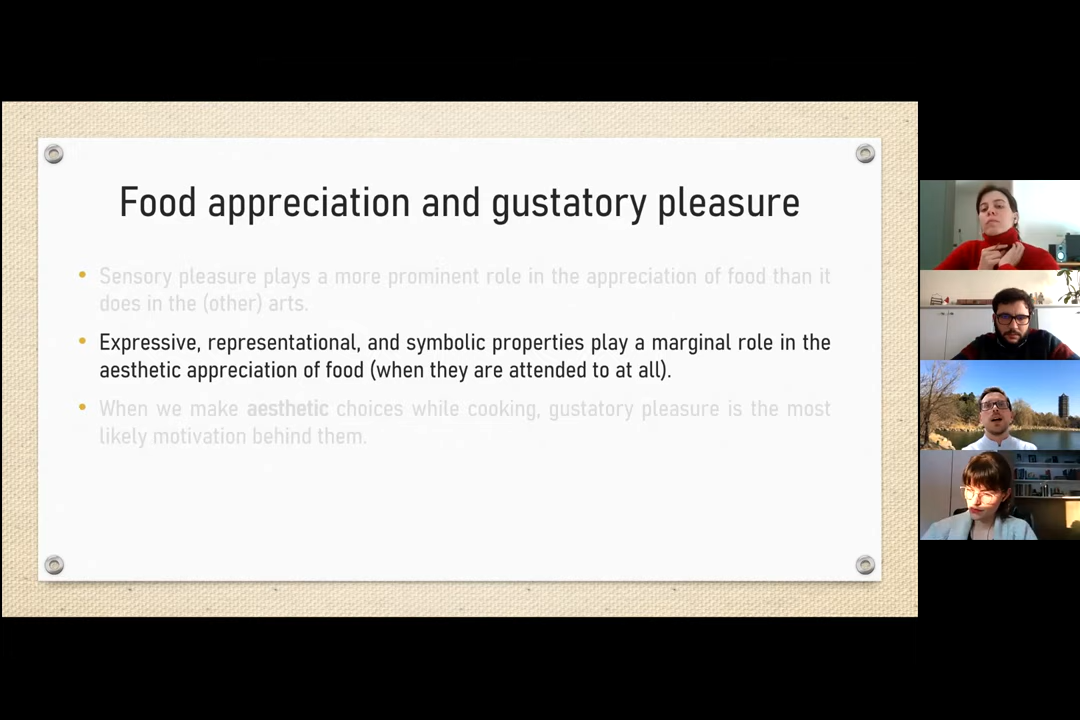 Food appreciation and gustatory pleasure
• Sensory pleasure plays a more prominent role in the appreciation of food than it
does in the (other) arts.
• Expressive, representational, and symbolic properties play a marginal role in the
aesthetic appreciation of food (when they are attended to at all).
• When we make aesthetic choices while cooking, gustatory pleasure is the most
likely motivation behind them.